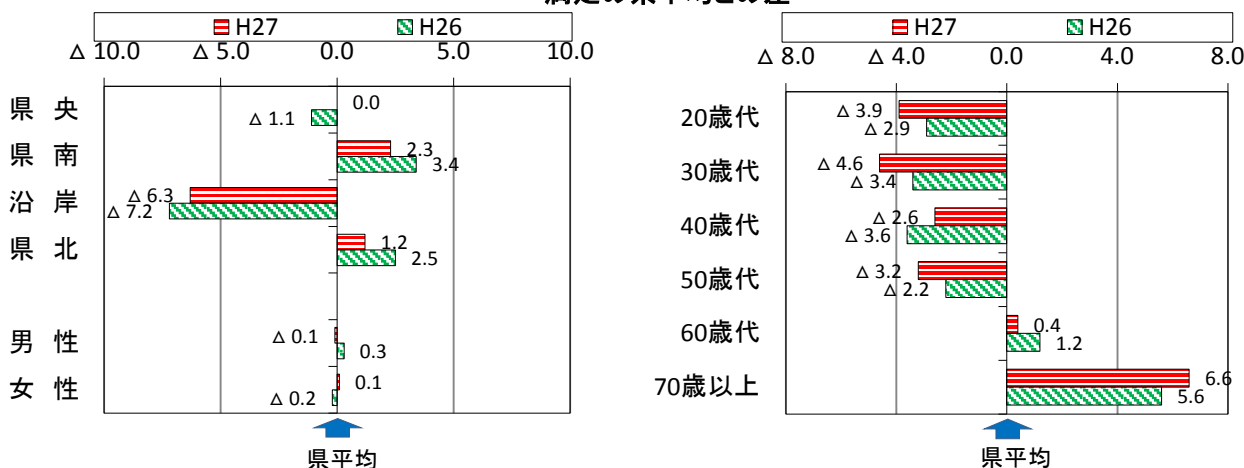 満足の県平均との差
H27 H26
△ 10.0 △ 5.0 0.0 5.0 10.0
県 央 0.0
△ 1.1
県 南 2.3
3.4
沿 岸 △ 6.3
△ 7.2
県 北 1.2
2.5
男 性 △ 0.1
0.3
女 性 0.1
△ 0.2
県平均
H27 H26
△ 8.0 △ 4.0 0.0 4.0 8.0
20歳代 △ 3.9
△ 2.9
30歳代 △ 4.6
△ 3.4
40歳代 △ 2.6
△ 3.6
50歳代 △ 3.2
△ 2.2
60歳代 0.4
1.2
70歳以上 6.6
5.6
県平均